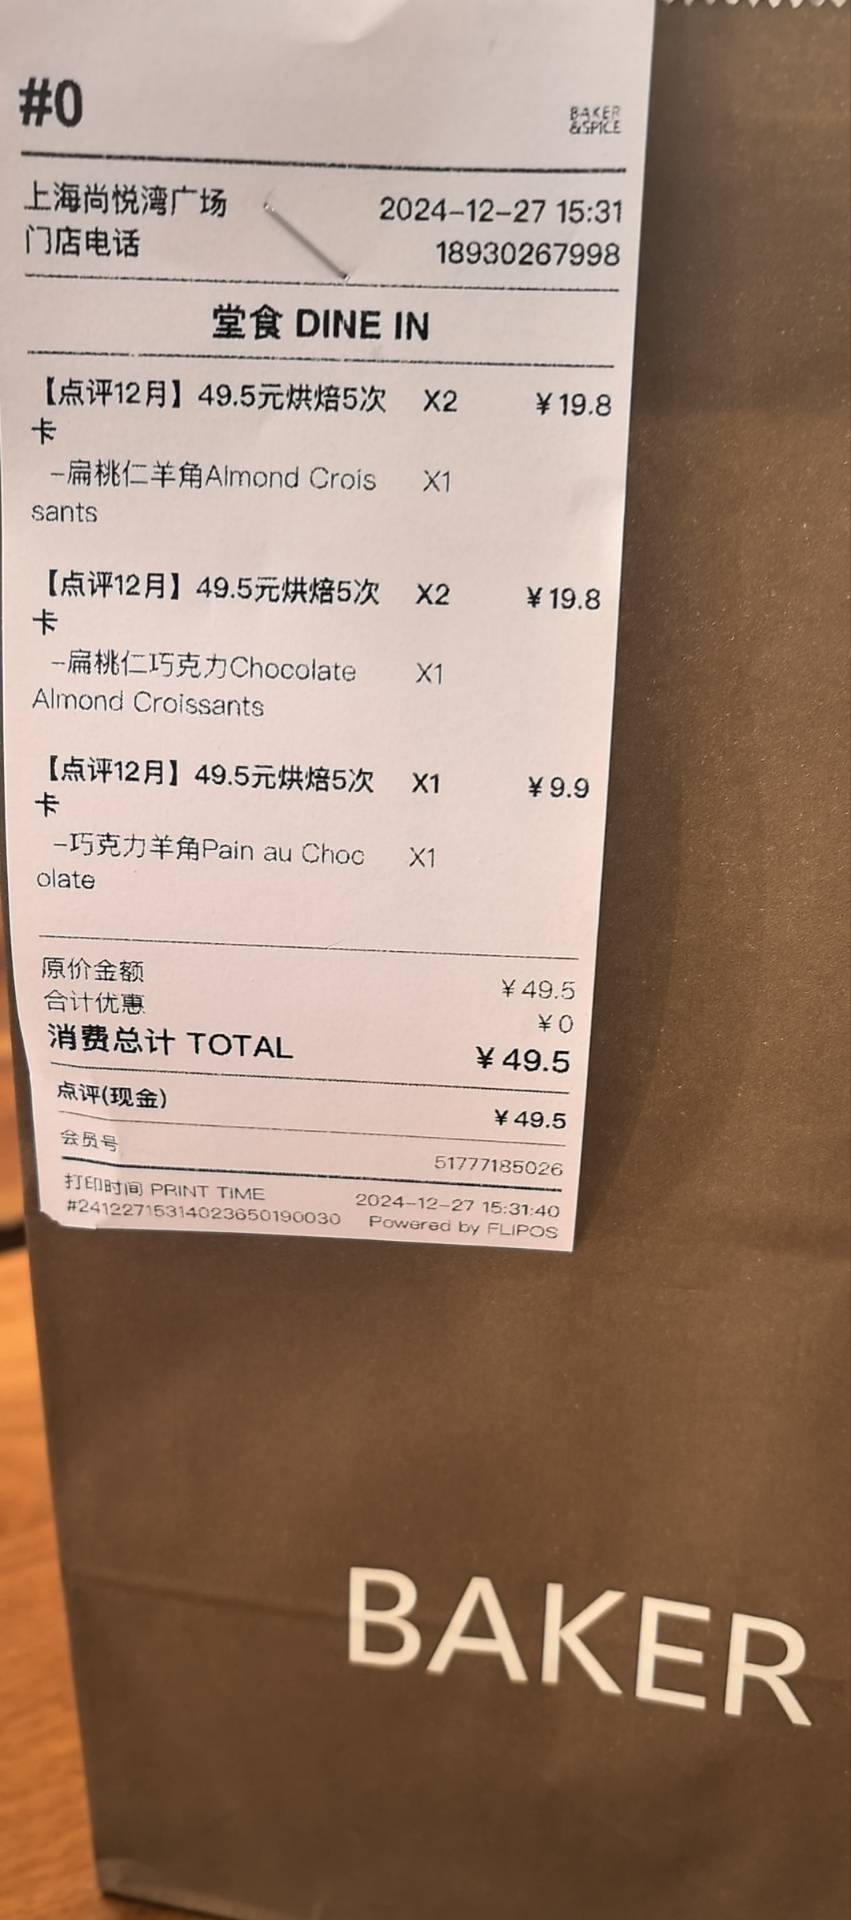 #0
BAKER
&SPICE
上海尚悦湾广场 2024-12-27 15:31
门店电话 18930267998
堂食 DINE IN
【点评12月】49.5元烘焙5次 X2 ¥19.8
卡
-扁桃仁羊角Almond Crois X1
sants
【点评12月】49.5元烘焙5次 X2 ¥19.8
卡
-扁桃仁巧克力Chocolate X1
Almond Croissants
【点评12月】49.5元烘焙5次 X1 ¥9.9
卡
-巧克力羊角Pain au Choc X1
olate
原价金额 ¥49.5
合计优惠 ¥0
消费总计 TOTAL ¥49.5
点评(现金) ¥49.5
会员号 51777185026
打印时间 PRINT TIME 2024-12-27 15:31:40
#24122715314023650190030 Powered by FLIPOS
BAKER